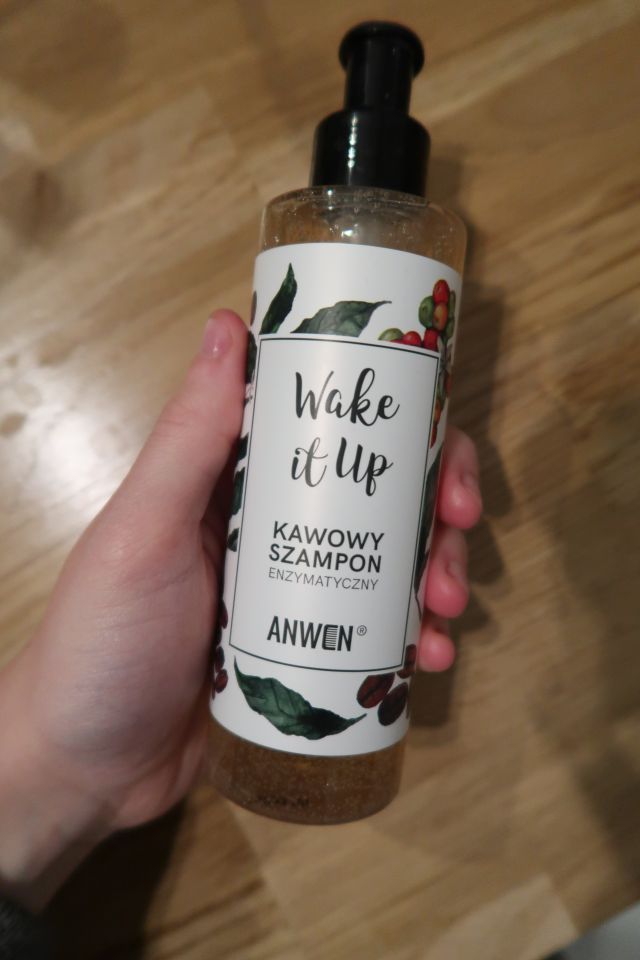 Wake
it Up
KAWOWY
SZAMPON
ENZYMATYCZNY
ANWEN®